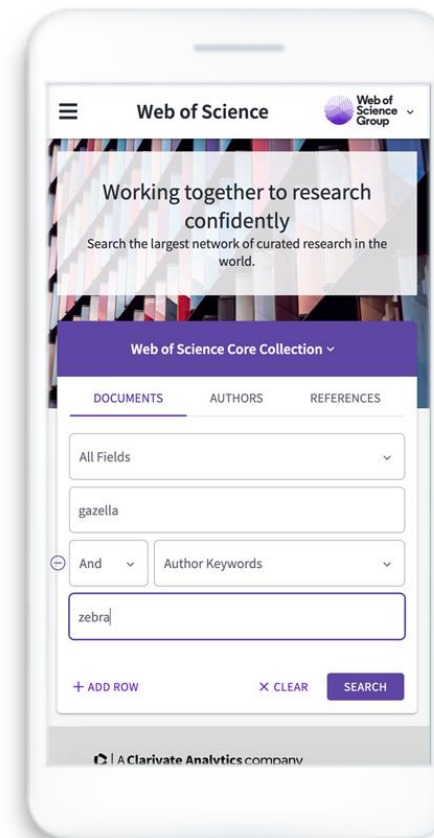 Web of Science
Web of
Science
Group
Working together to research
confidently
Search the largest network of curated research in the
world.
Web of Science Core Collection
DOCUMENTS AUTHORS REFERENCES
All Fields
gazella
And Author Keywords
zebra
+ ADD ROW X CLEAR SEARCH
A Clarivate Analytics company